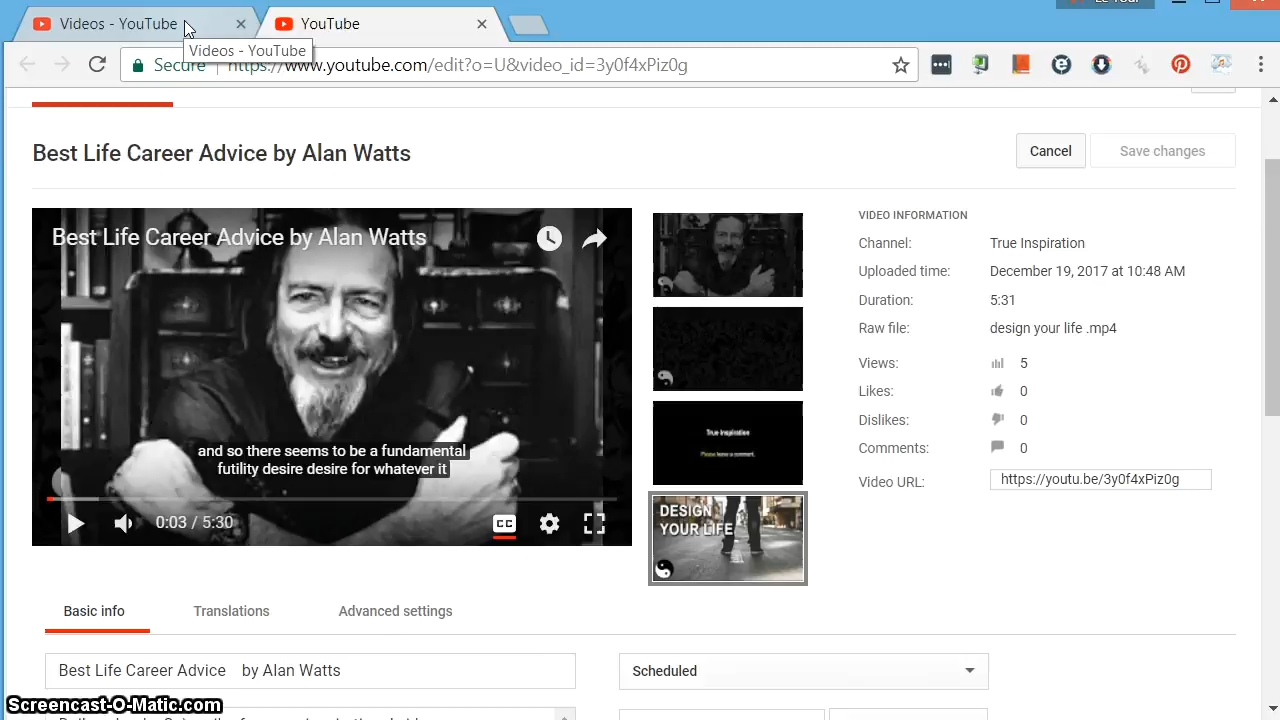 Videos - YouTube
YouTube
Videos - YouTube
Secure
https://www.youtube.com/edit?o=U&video_id=3y0f4xPiz0g
Best Life Career Advice by Alan Watts
Cancel
Save changes
Best Life Career Advice by Alan Watts
and so there seems to be a fundamental
futility desire desire for whatever it
0:03 / 5:30
CC
True Inspiration
Please leave a comment.
DESIGN
YOUR LIFE
VIDEO INFORMATION
Channel: True Inspiration
Uploaded time: December 19, 2017 at 10:48 AM
Duration: 5:31
Raw file: design your life .mp4
Views: 5
Likes: 0
Dislikes: 0
Comments: 0
Video URL: https://youtu.be/3y0f4xPiz0g
Basic info
Translations
Advanced settings
Best Life Career Advice by Alan Watts
Scheduled
Screencast-O-Matic.com